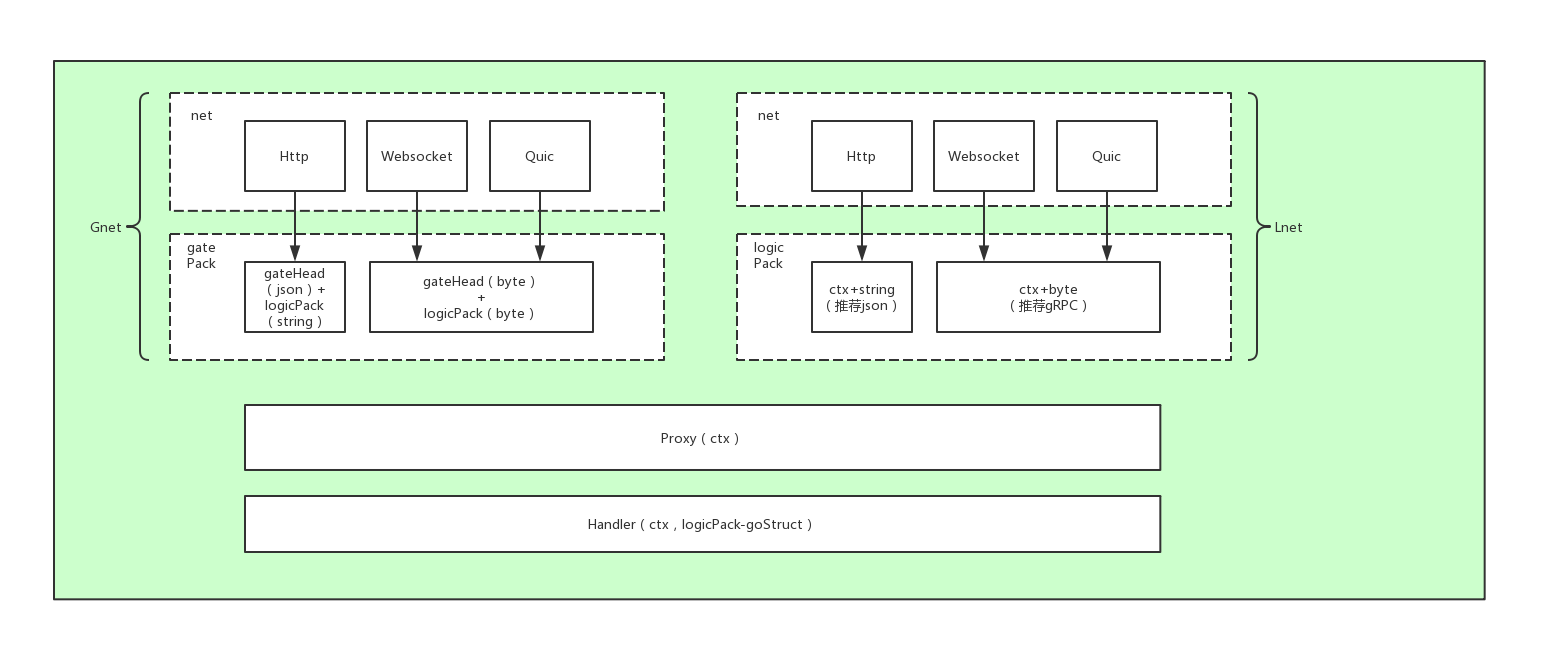 net
Http
Websocket
Quic
Gnet
gate
Pack
gateHead
（json）+
logicPack
（string）
gateHead（byte）
+
logicPack（byte）
net
Http
Websocket
Quic
Lnet
logic
Pack
ctx+string
（推荐json）
ctx+byte
（推荐gRPC）
Proxy（ctx）
Handler（ctx，logicPack-goStruct）